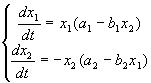 dx₁/dt = x₁(a₁ − b₁x₂)
dx₂/dt = −x₂(a₂ − b₂x₁)